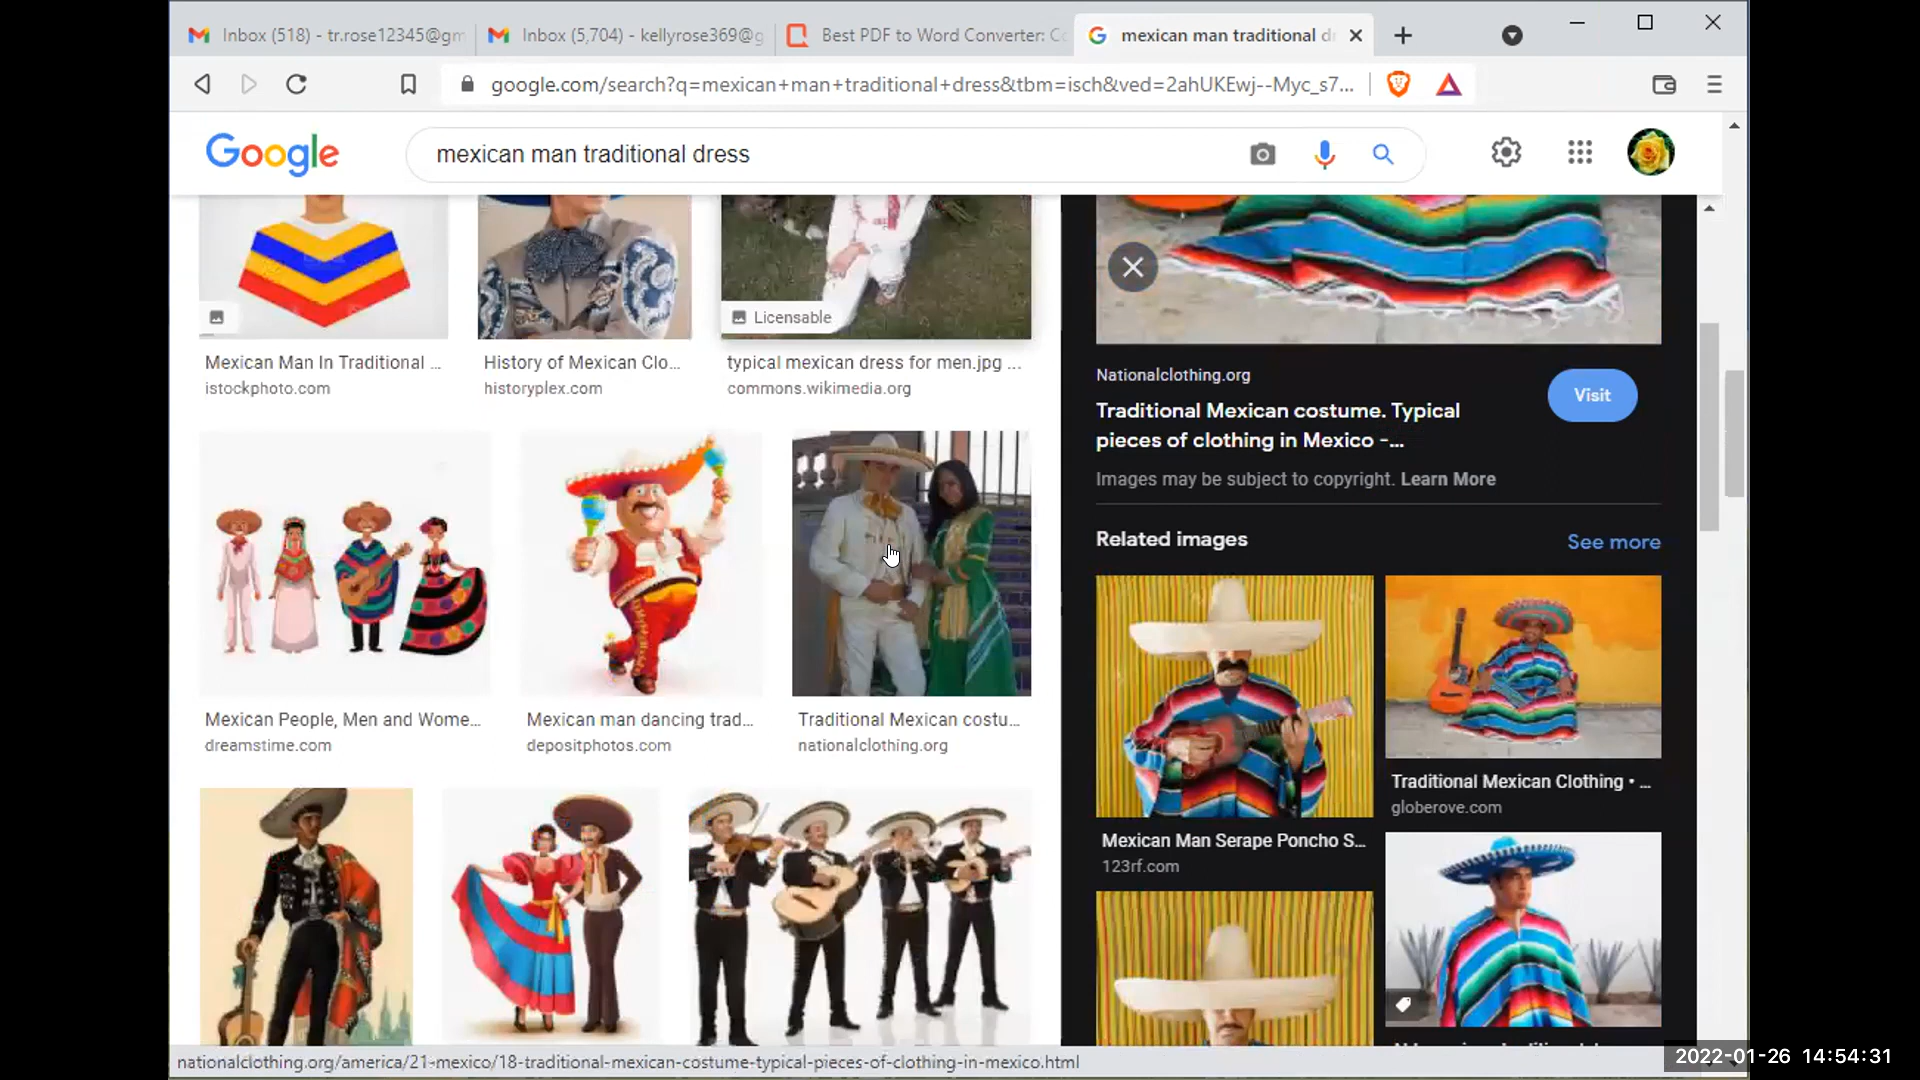 Inbox (518) - tr.rose12345@gm
Inbox (5,704) - kellyrose369@g
Best PDF to Word Converter: Co
mexican man traditional dr
google.com/search?q=mexican+man+traditional+dress&tbm=isch&ved=2ahUKEwj--Myc_s7...
Google
mexican man traditional dress
Licensable
Mexican Man In Traditional ...
istockphoto.com
History of Mexican Clo...
historyplex.com
typical mexican dress for men.jpg ...
commons.wikimedia.org
Nationalclothing.org
Visit
Traditional Mexican costume. Typical
pieces of clothing in Mexico -...
Images may be subject to copyright. Learn More
Related images
See more
Mexican People, Men and Wome...
dreamstime.com
Mexican man dancing trad...
depositphotos.com
Traditional Mexican costu...
nationalclothing.org
Traditional Mexican Clothing • ...
globerove.com
Mexican Man Serape Poncho S...
123rf.com
nationalclothing.org/america/21-mexico/18-traditional-mexican-costume-typical-pieces-of-clothing-in-mexico.html
2022-01-26 14:54:31